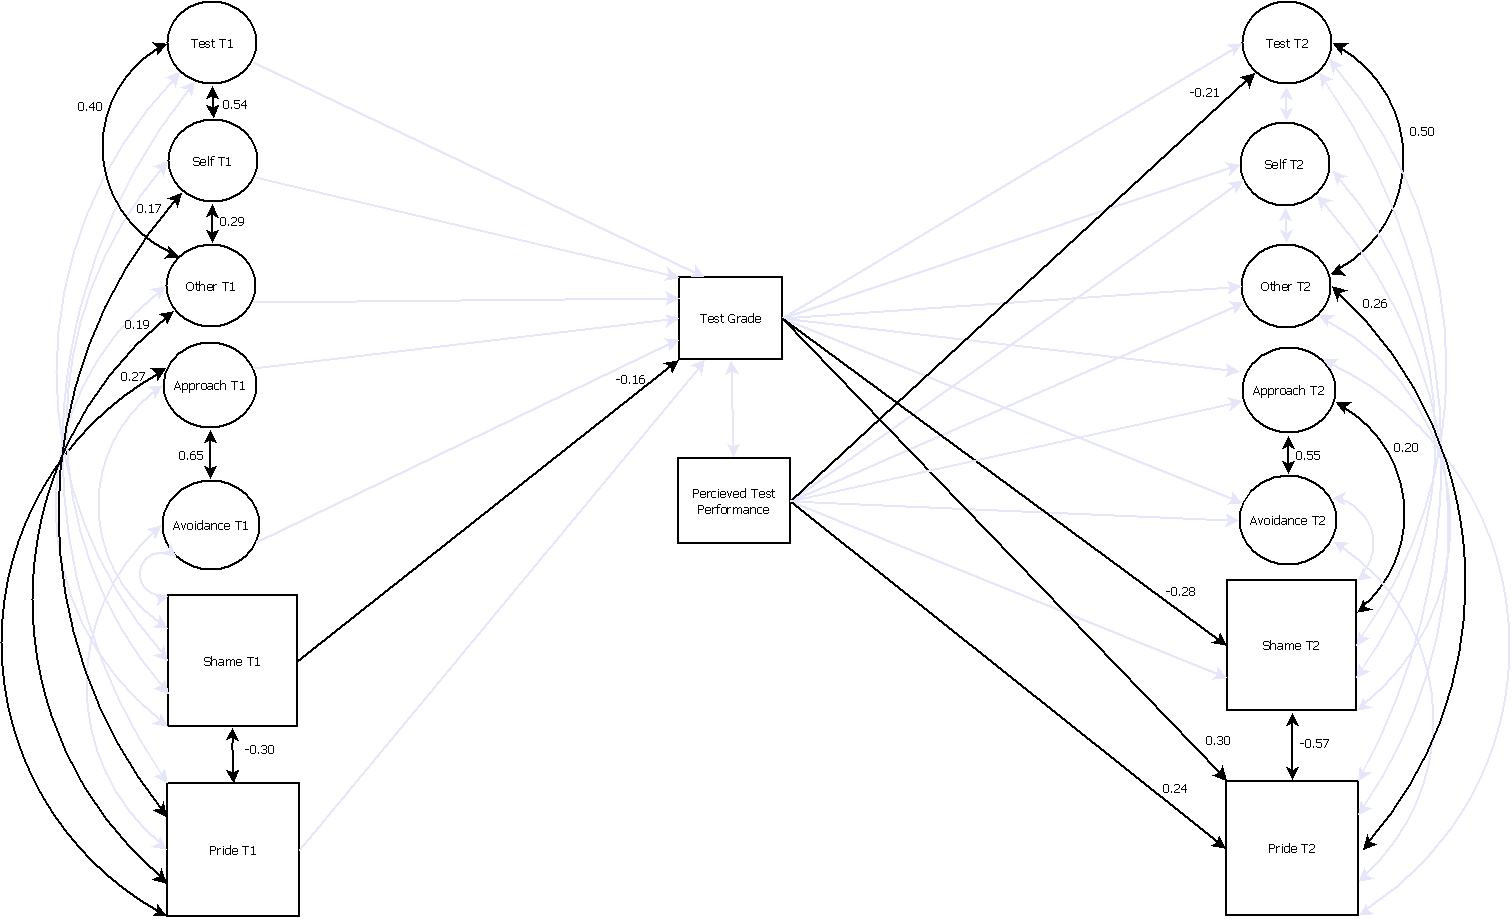 Test T1
Test T2
-0.21
0.40
0.54
0.50
Self T1
Self T2
0.17
0.29
Other T1
Other T2
0.26
0.19
Test Grade
0.27
Approach T1
-0.16
Approach T2
0.65
0.55
0.20
Percieved Test
Performance
Avoidance T1
Avoidance T2
-0.28
Shame T1
Shame T2
-0.30
0.30
-0.57
0.24
Pride T1
Pride T2